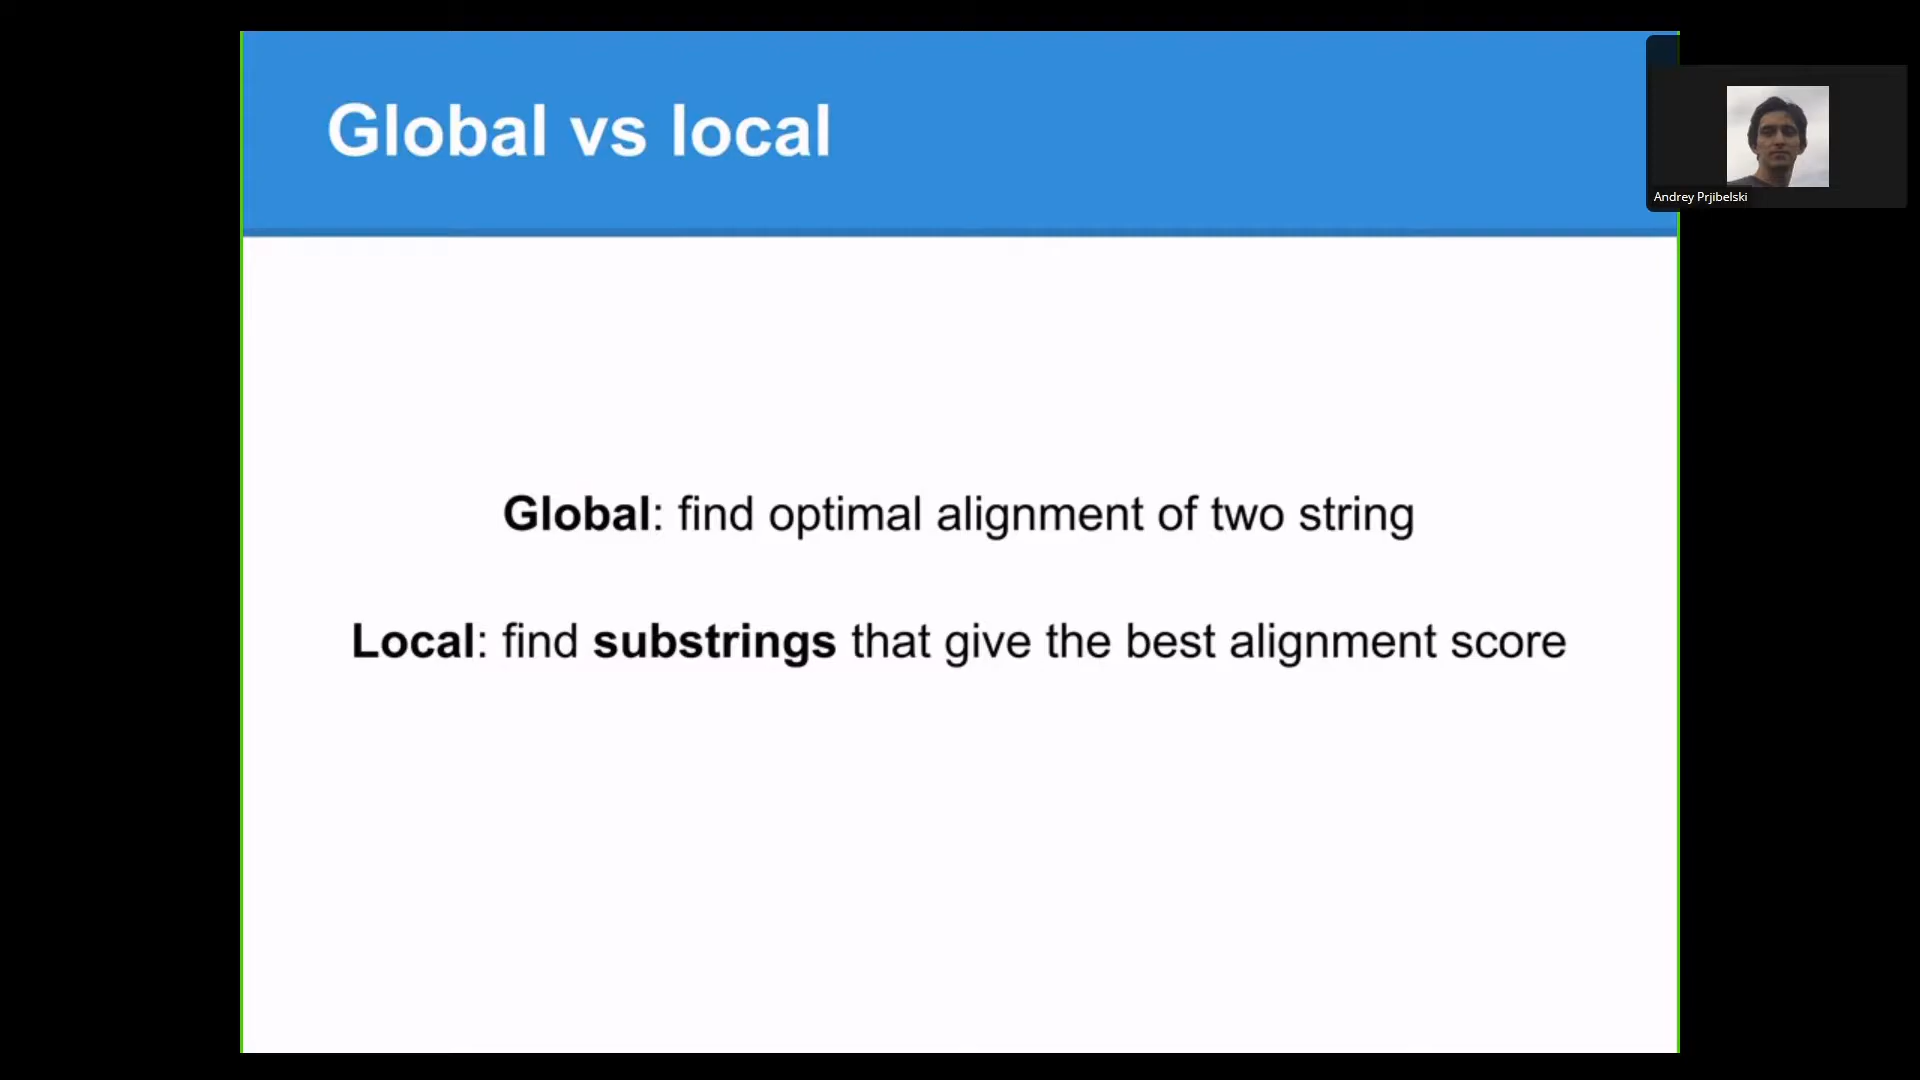 Global vs local
Andrey Prjibelski
Global: find optimal alignment of two string
Local: find substrings that give the best alignment score